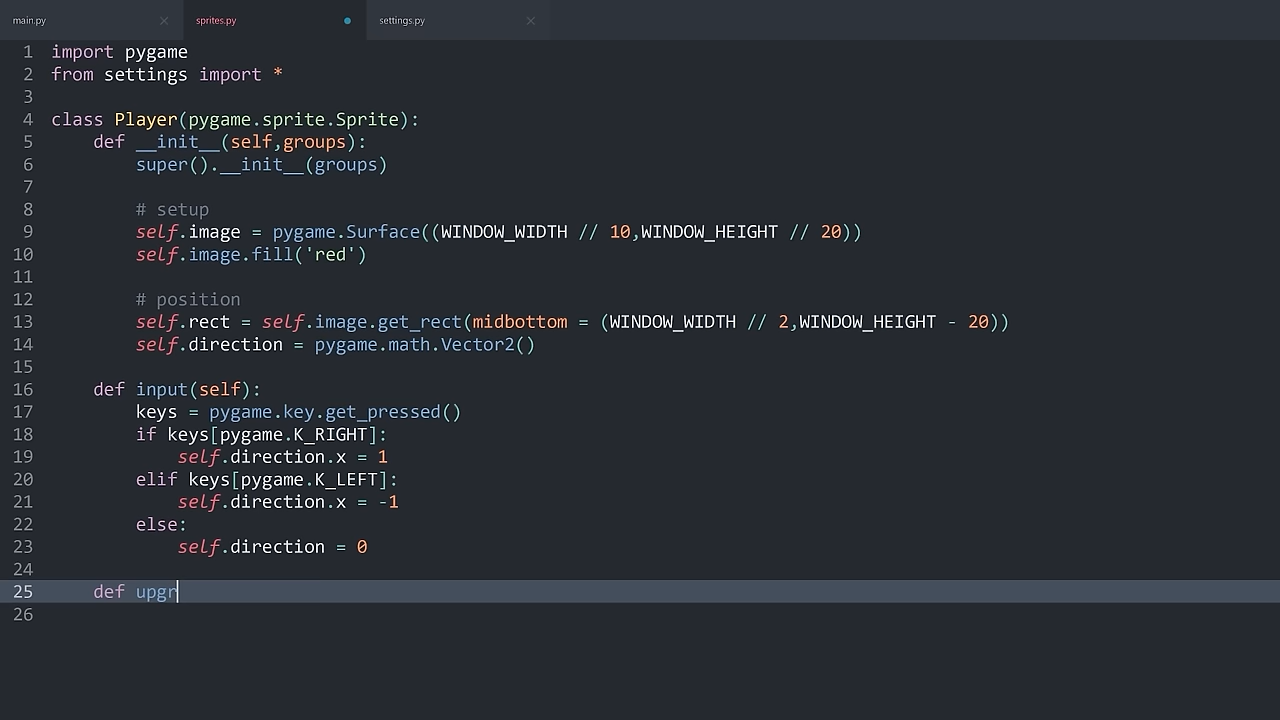 main.py
sprites.py
settings.py
1 import pygame
2 from settings import *
3
4 class Player(pygame.sprite.Sprite):
5     def __init__(self,groups):
6         super().__init__(groups)
7
8         # setup
9         self.image = pygame.Surface((WINDOW_WIDTH // 10,WINDOW_HEIGHT // 20))
10         self.image.fill('red')
11
12         # position
13         self.rect = self.image.get_rect(midbottom = (WINDOW_WIDTH // 2,WINDOW_HEIGHT - 20))
14         self.direction = pygame.math.Vector2()
15
16     def input(self):
17         keys = pygame.key.get_pressed()
18         if keys[pygame.K_RIGHT]:
19             self.direction.x = 1
20         elif keys[pygame.K_LEFT]:
21             self.direction.x = -1
22         else:
23             self.direction = 0
24
25     def upgr
26